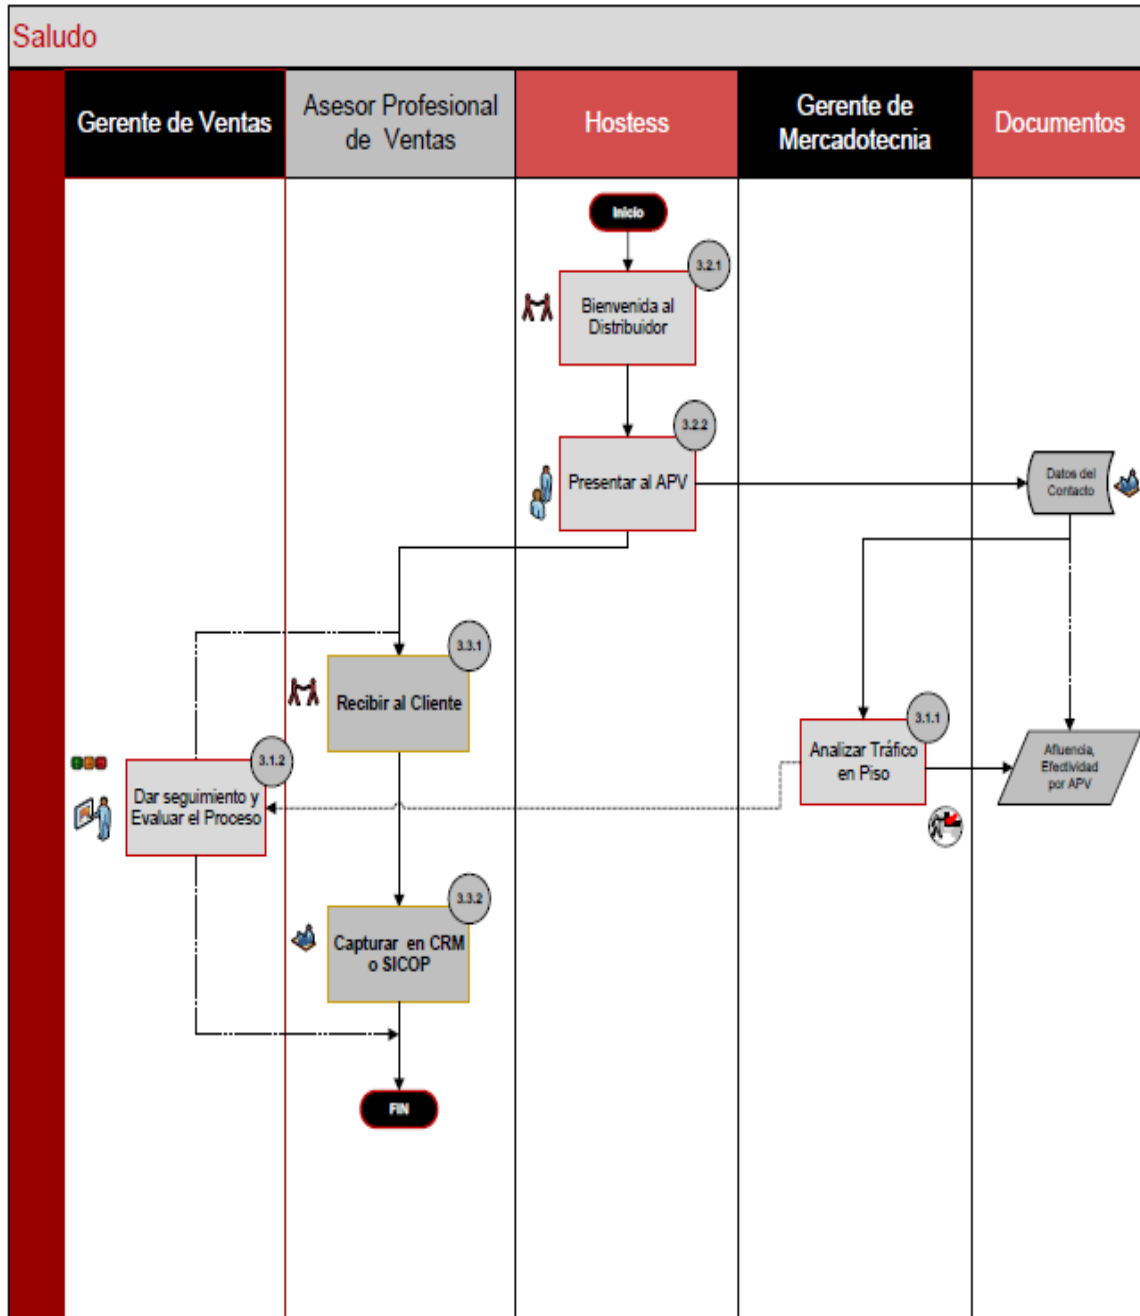 Saludo
Gerente de Ventas
Asesor Profesional
de Ventas
Hostess
Gerente de
Mercadotecnia
Documentos
Inicio
3.2.1
Bienvenida al
Distribuidor
3.2.2
Presentar al APV
Datos del
Contacto
3.3.1
Recibir al Cliente
3.1.1
Analizar Tráfico
en Piso
Afluencia,
Efectividad
por APV
3.1.2
Dar seguimiento y
Evaluar el Proceso
3.3.2
Capturar en CRM
o SICOP
FIN